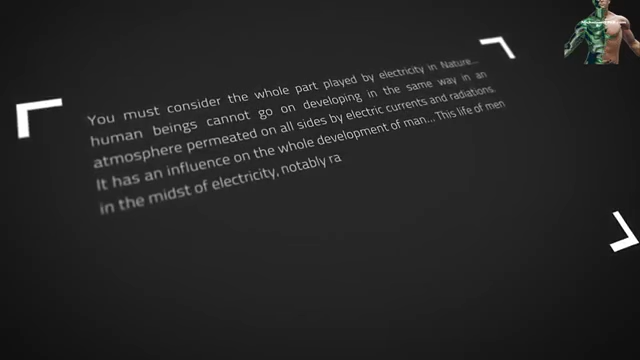 You must consider the whole part played by electricity in Nature...
human beings cannot go on developing in the same way in an
atmosphere permeated on all sides by electric currents and radiations.
It has an influence on the whole development of man... This life of men
in the midst of electricity, notably ra